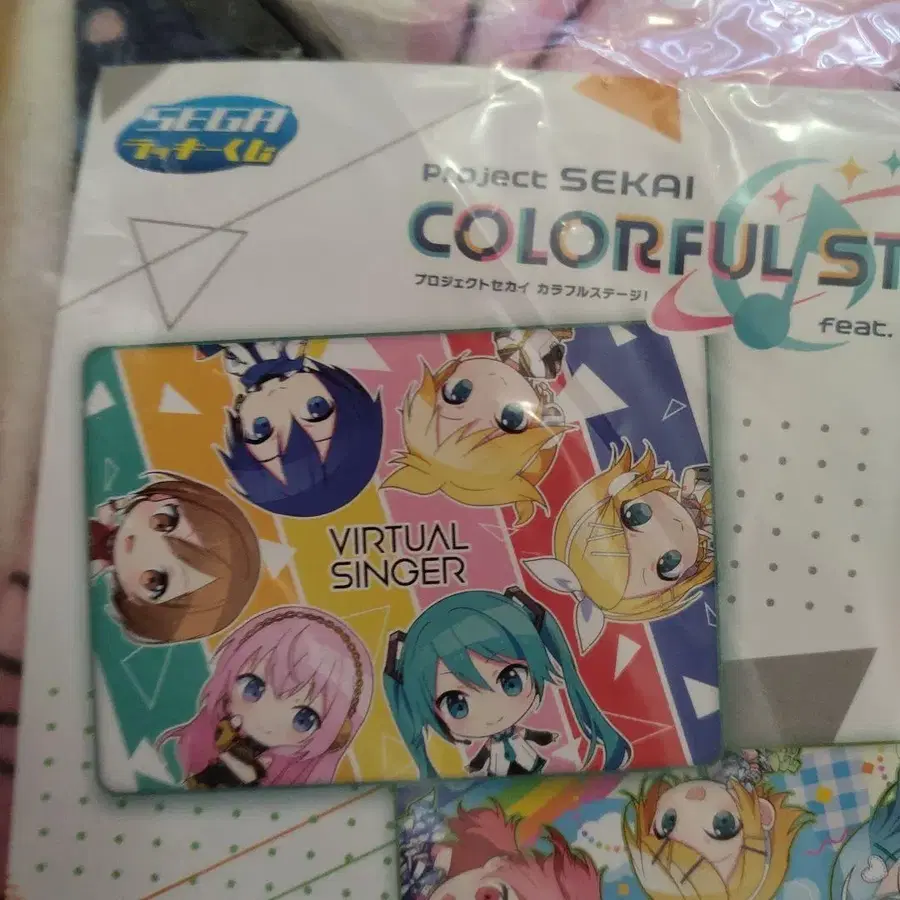 SEGA
ラッキーくじ
Project SEKAI
COLORFUL ST
プロジェクトセカイ カラフルステージ!
feat.
VIRTUAL
SINGER